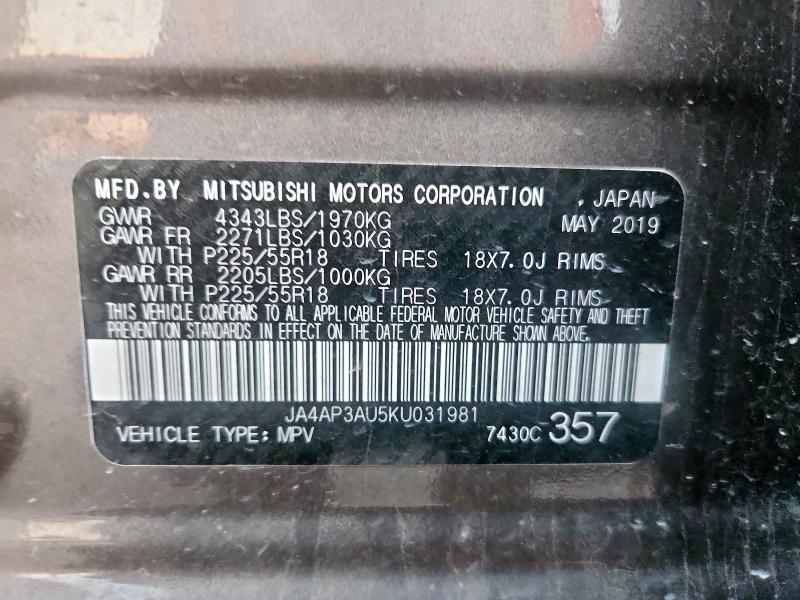 MFD.BY MITSUBISHI MOTORS CORPORATION , JAPAN
GVWR 4343LBS/1970KG MAY 2019
GAWR FR 2271LBS/1030KG
WITH P225/55R18 TIRES 18X7.0J RIMS
GAWR RR 2205LBS/1000KG
WITH P225/55R18 TIRES 18X7.0J RIMS
THIS VEHICLE CONFORMS TO ALL APPLICABLE FEDERAL MOTOR VEHICLE SAFETY AND THEFT
PREVENTION STANDARDS IN EFFECT ON THE DATE OF MANUFACTURE SHOWN ABOVE.
JA4AP3AU5KU031981
VEHICLE TYPE: MPV 7430C 357